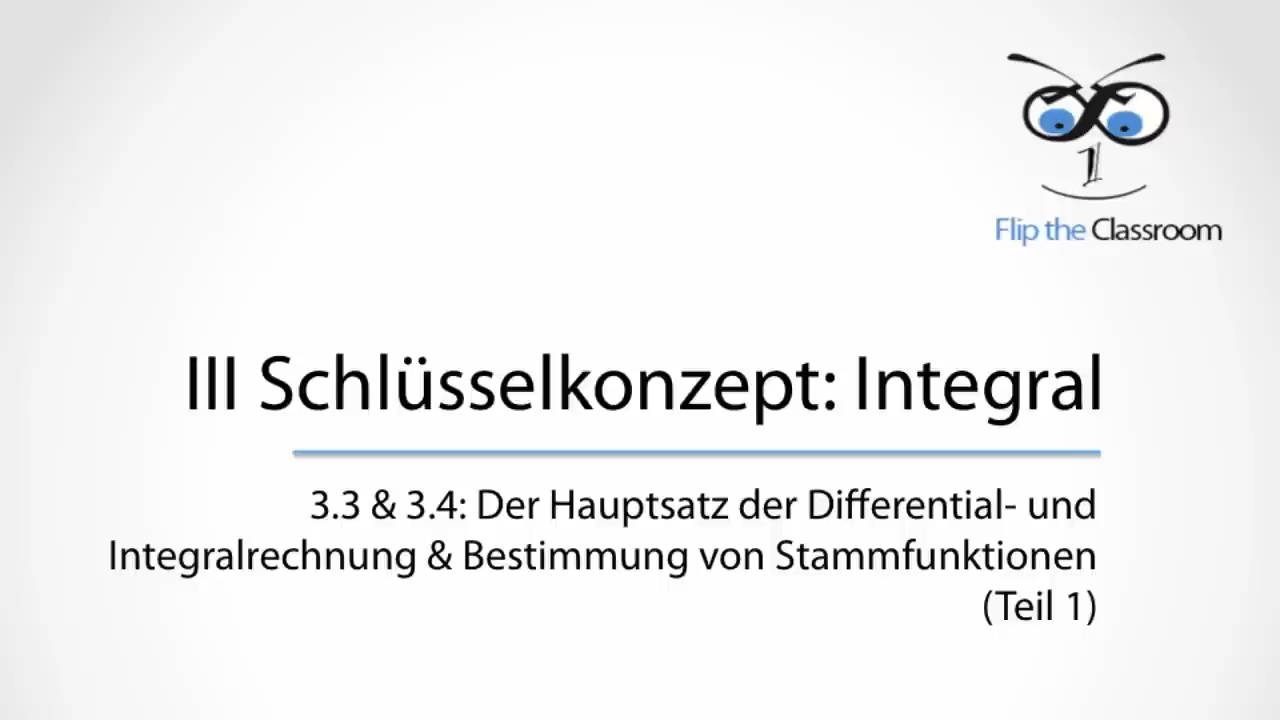 Flip the Classroom
III Schlüsselkonzept: Integral
3.3 & 3.4: Der Hauptsatz der Differential- und
Integralrechnung & Bestimmung von Stammfunktionen
(Teil 1)